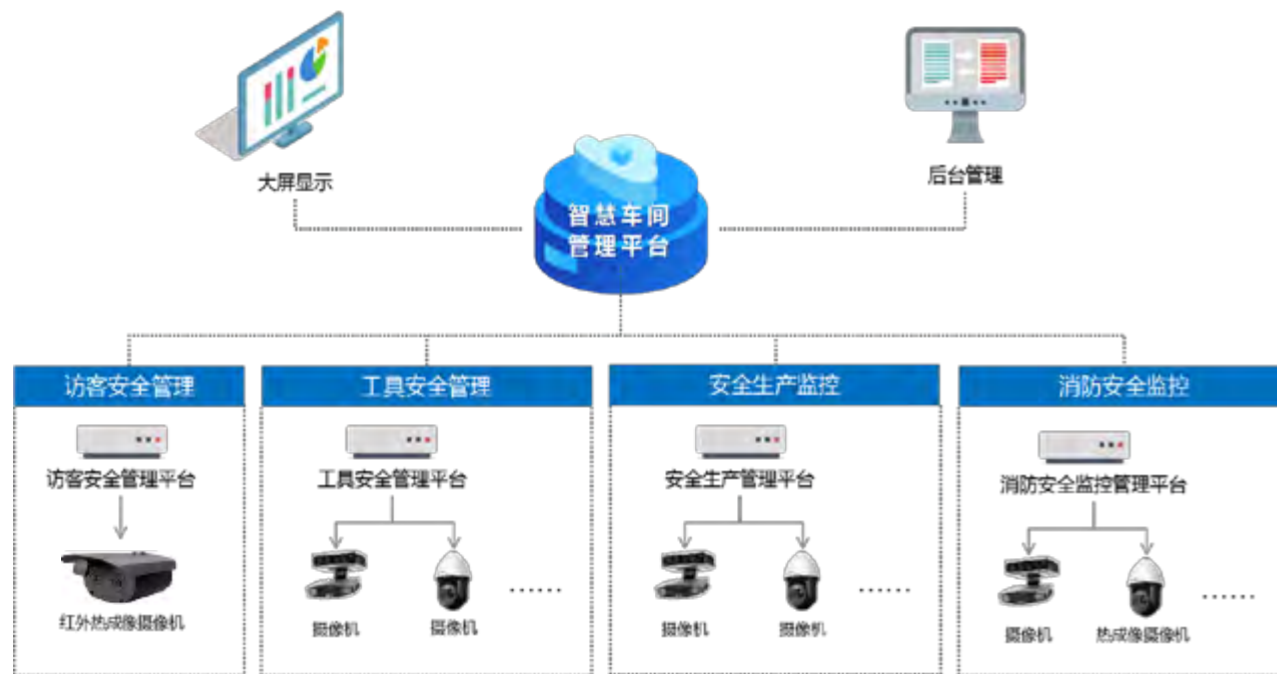 大屏显示
后台管理
智慧车间
管理平台
访客安全管理
工具安全管理
安全生产监控
消防安全监控
访客安全管理平台
工具安全管理平台
安全生产管理平台
消防安全监控管理平台
红外热成像摄像机
摄像机
摄像机
……
摄像机
摄像机
……
摄像机
热成像摄像机
……